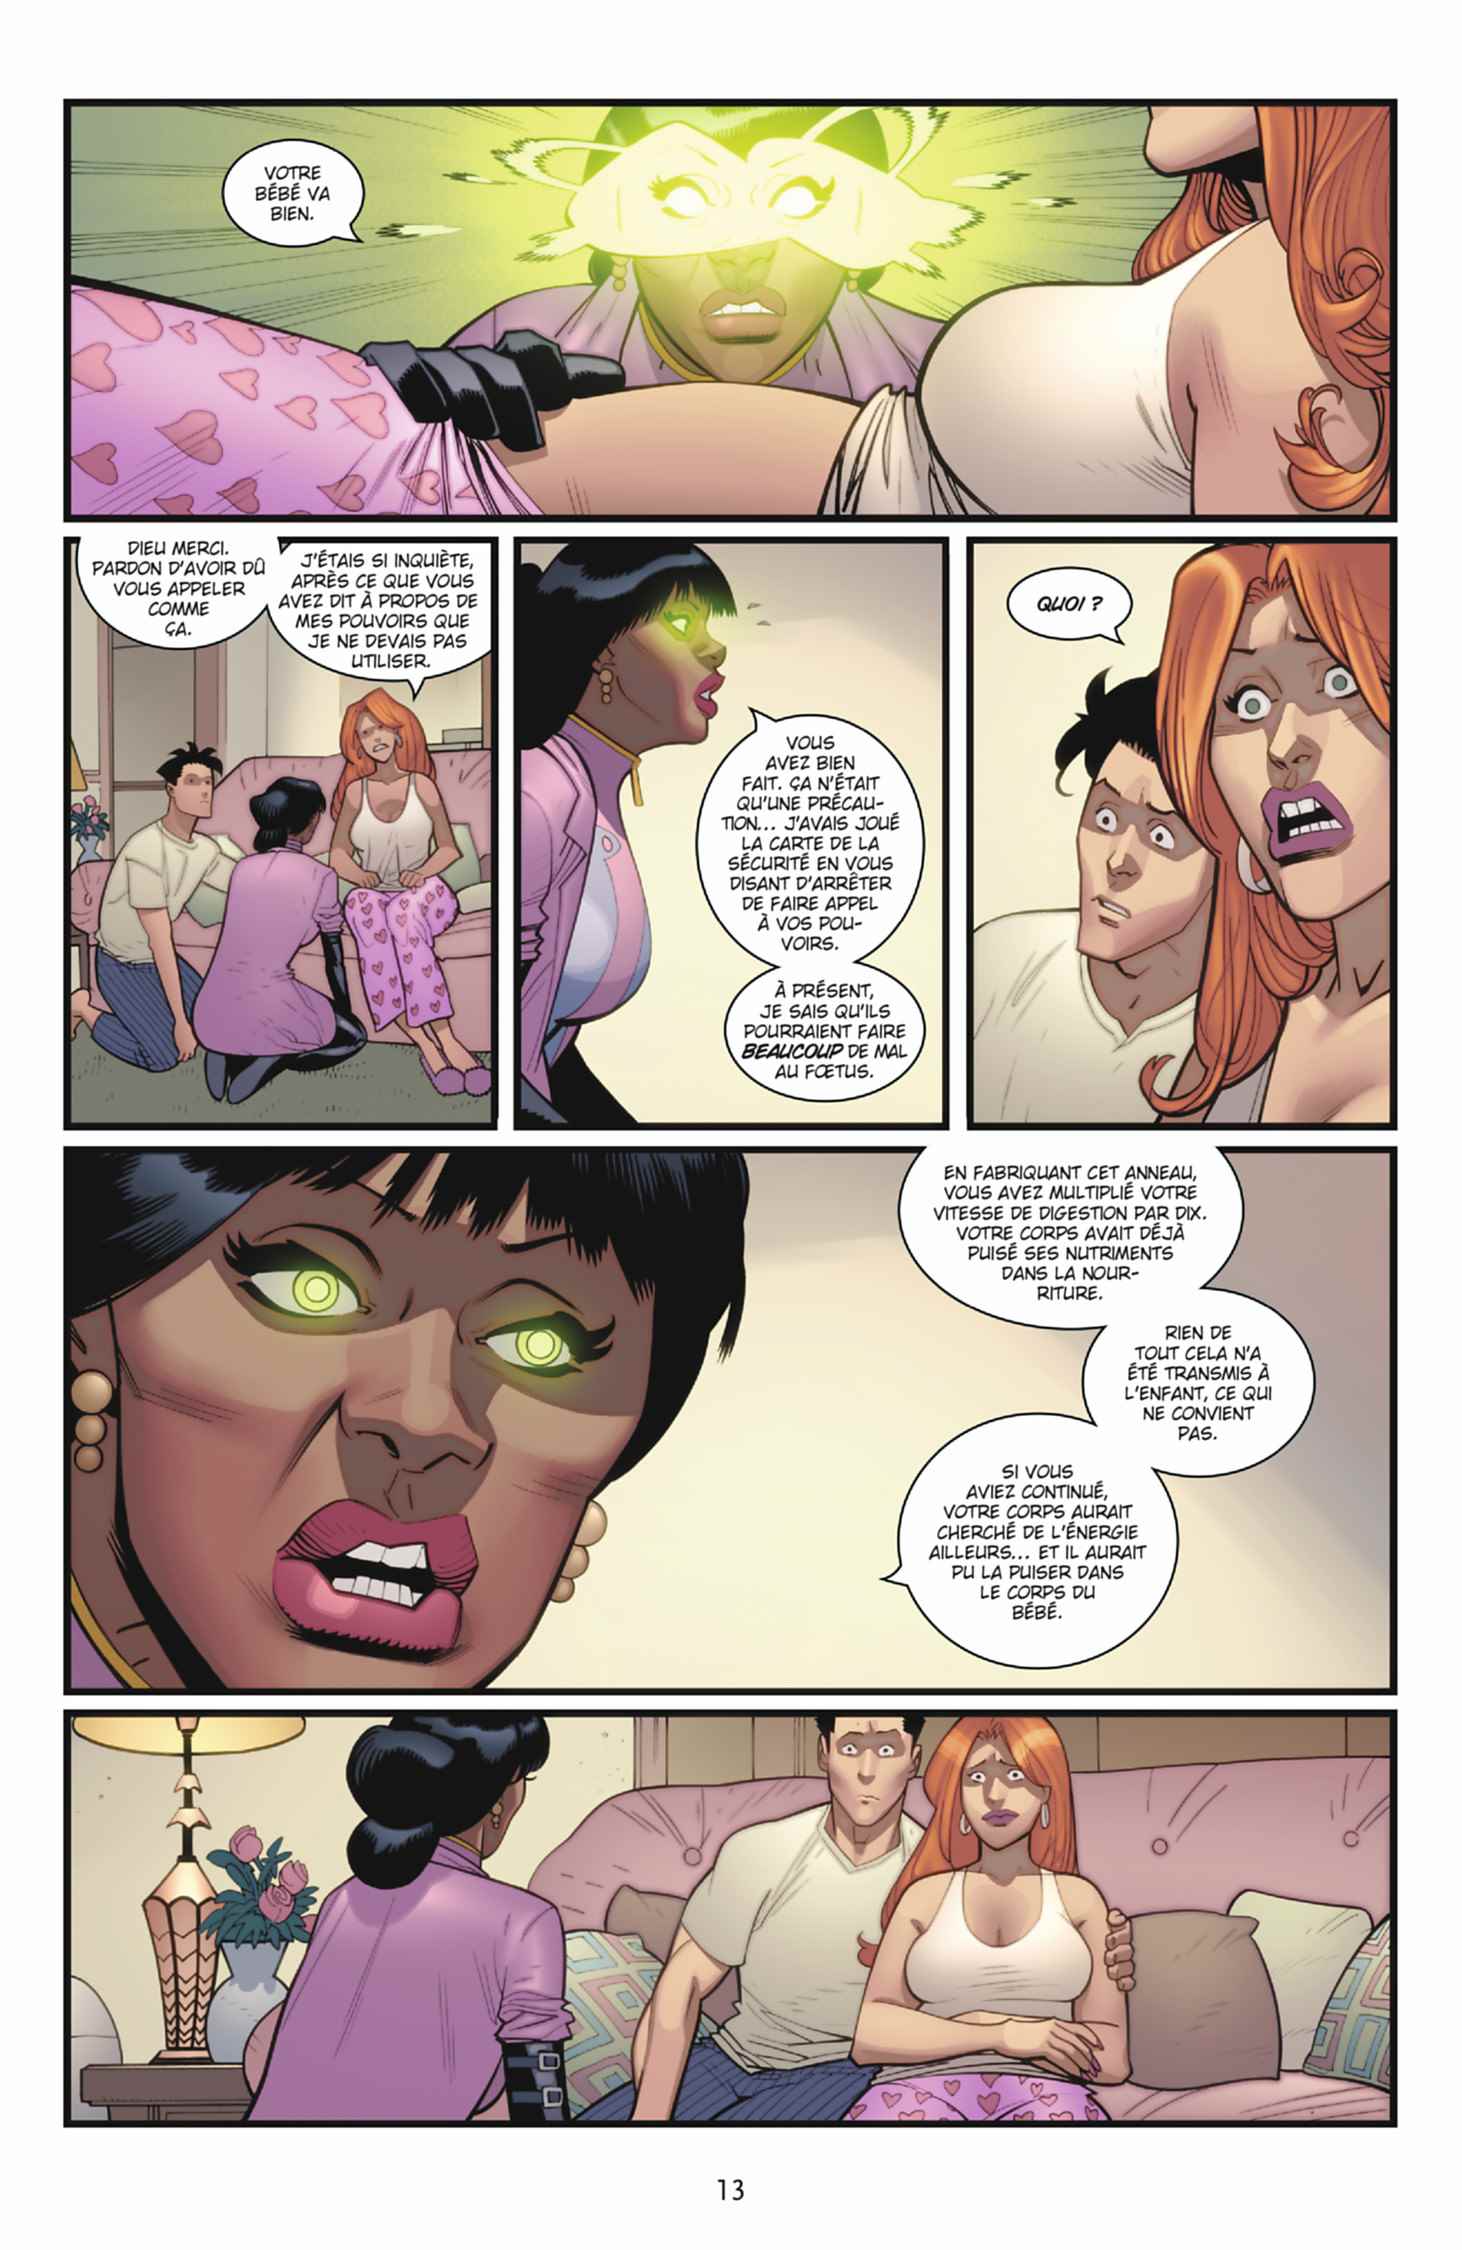 VOTRE
BÉBÉ VA
BIEN.
DIEU MERCI.
PARDON D'AVOIR DÛ
VOUS APPELER
COMME
ÇA.
J'ÉTAIS SI INQUIÈTE,
APRÈS CE QUE VOUS
AVEZ DIT À PROPOS DE
MES POUVOIRS QUE
JE NE DEVAIS PAS
UTILISER.
VOUS
AVEZ BIEN
FAIT. ÇA N'ÉTAIT
QU'UNE PRÉCAU-
TION... J'AVAIS JOUÉ
LA CARTE DE LA
SÉCURITÉ EN VOUS
DISANT D'ARRÊTER
DE FAIRE APPEL
À VOS POU-
VOIRS.
À PRÉSENT,
JE SAIS QU'ILS
POURRAIENT FAIRE
BEAUCOUP DE MAL
AU FŒTUS.
QUOI ?
EN FABRIQUANT CET ANNEAU,
VOUS AVEZ MULTIPLIÉ VOTRE
VITESSE DE DIGESTION PAR DIX.
VOTRE CORPS AVAIT DÉJÀ
PUISÉ SES NUTRIMENTS
DANS LA NOUR-
RITURE.
RIEN DE
TOUT CELA N'A
ÉTÉ TRANSMIS À
L'ENFANT, CE QUI
NE CONVIENT
PAS.
SI VOUS
AVIEZ CONTINUÉ,
VOTRE CORPS AURAIT
CHERCHÉ DE L'ÉNERGIE
AILLEURS... ET IL AURAIT
PU LA PUISER DANS
LE CORPS DU
BÉBÉ.
13